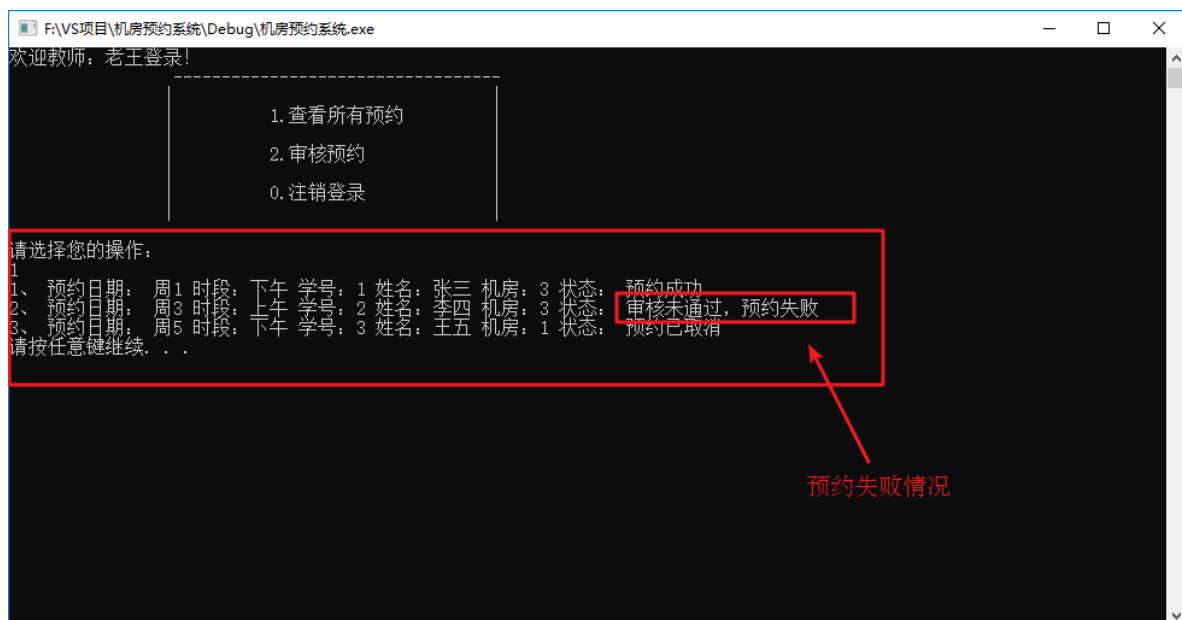 F:\VS项目\机房预约系统\Debug\机房预约系统.exe
欢迎教师：老王登录!
----------------------------------
1.查看所有预约
2.审核预约
0.注销登录
请选择您的操作：
1
1、 预约日期： 周1 时段：下午 学号：1 姓名：张三 机房：3 状态： 预约成功
2、 预约日期： 周3 时段：上午 学号：2 姓名：李四 机房：3 状态： 审核未通过，预约失败
3、 预约日期： 周5 时段：下午 学号：3 姓名：王五 机房：1 状态： 预约已取消
请按任意键继续. . .
预约失败情况